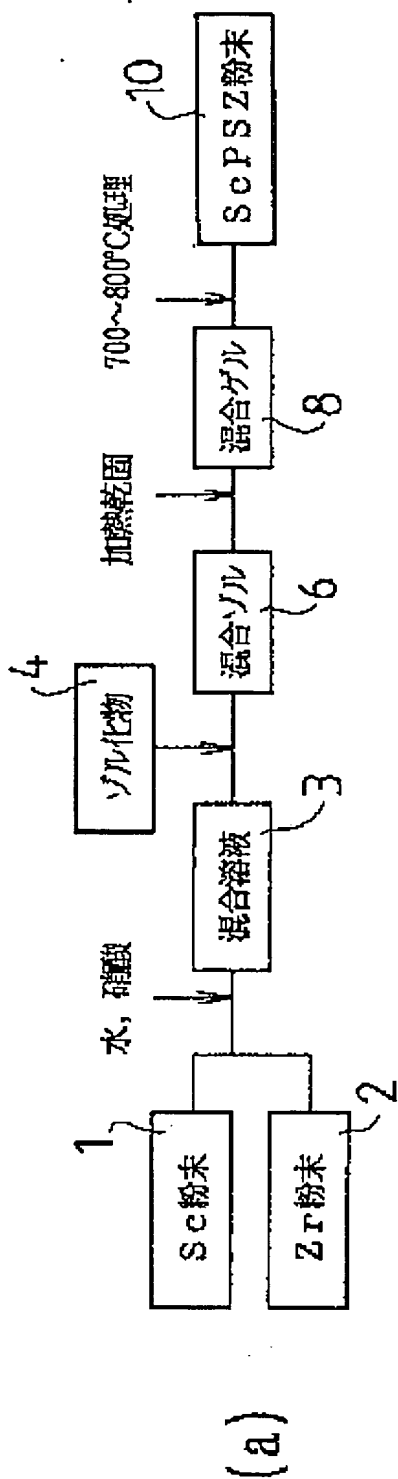 (a)
1
Sc粉末
2
Zr粉末
水，硝酸
3
混合溶液
4
ゾル化物
6
混合ゾル
加熱乾固
8
混合ゲル
700〜800℃処理
10
ScPSZ粉末